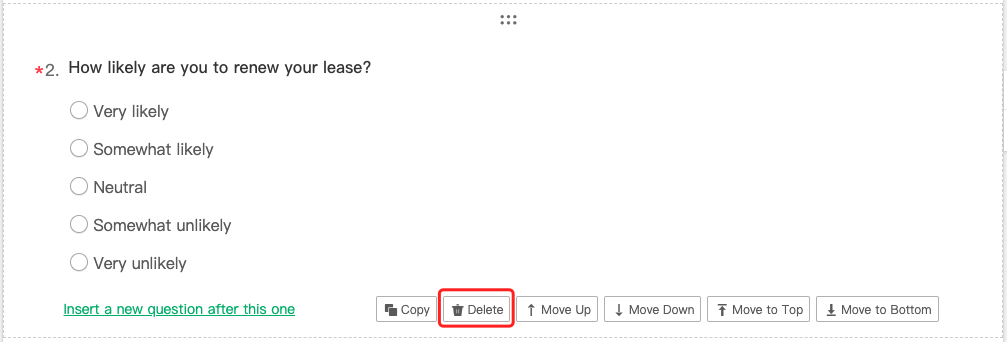 *2. How likely are you to renew your lease?
Very likely
Somewhat likely
Neutral
Somewhat unlikely
Very unlikely
Insert a new question after this one Copy Delete Move Up Move Down Move to Top Move to Bottom